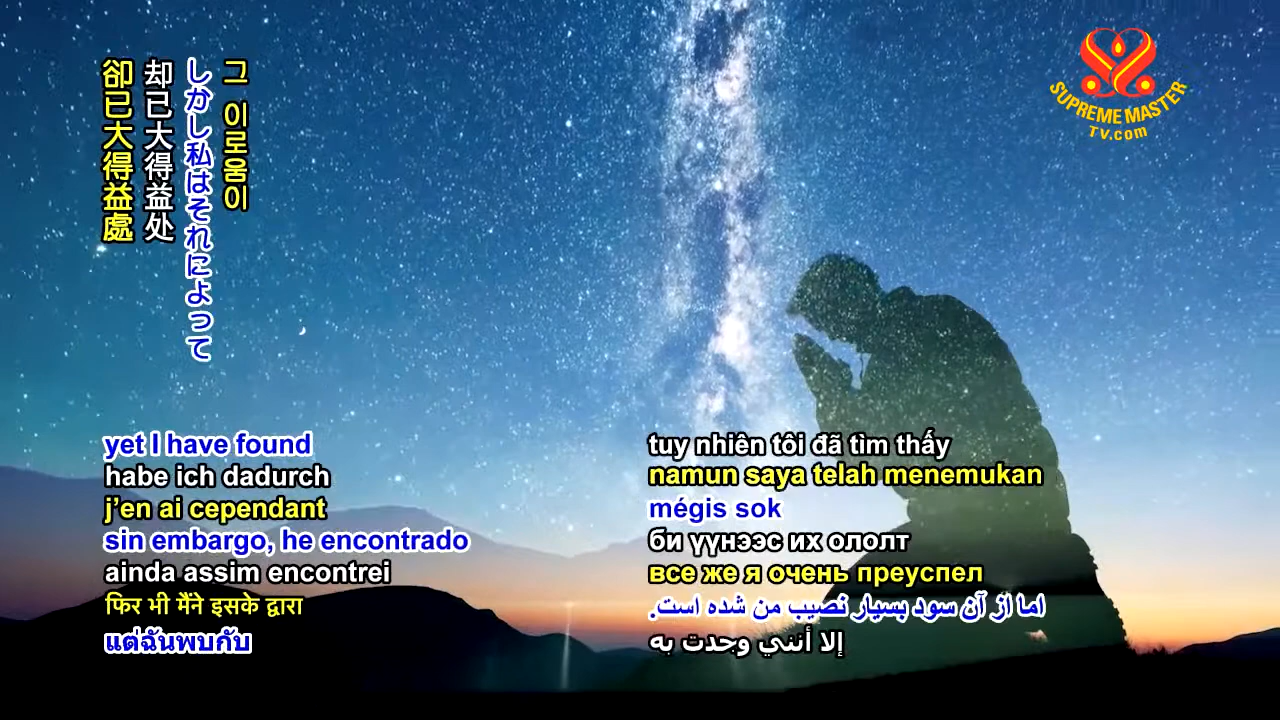 卻已大得益處
却已大得益处
しかし私はそれによって
그 이로움이
SUPREME MASTER
TV.com
yet I have found
habe ich dadurch
j’en ai cependant
sin embargo, he encontrado
ainda assim encontrei
फिर भी मैंने इसके द्वारा
แต่ฉันพบกับ
tuy nhiên tôi đã tìm thấy
namun saya telah menemukan
mégis sok
би үүнээс их ололт
все же я очень преуспел
اما از آن سود بسیار نصیب من شده است.
إلا أنني وجدت به